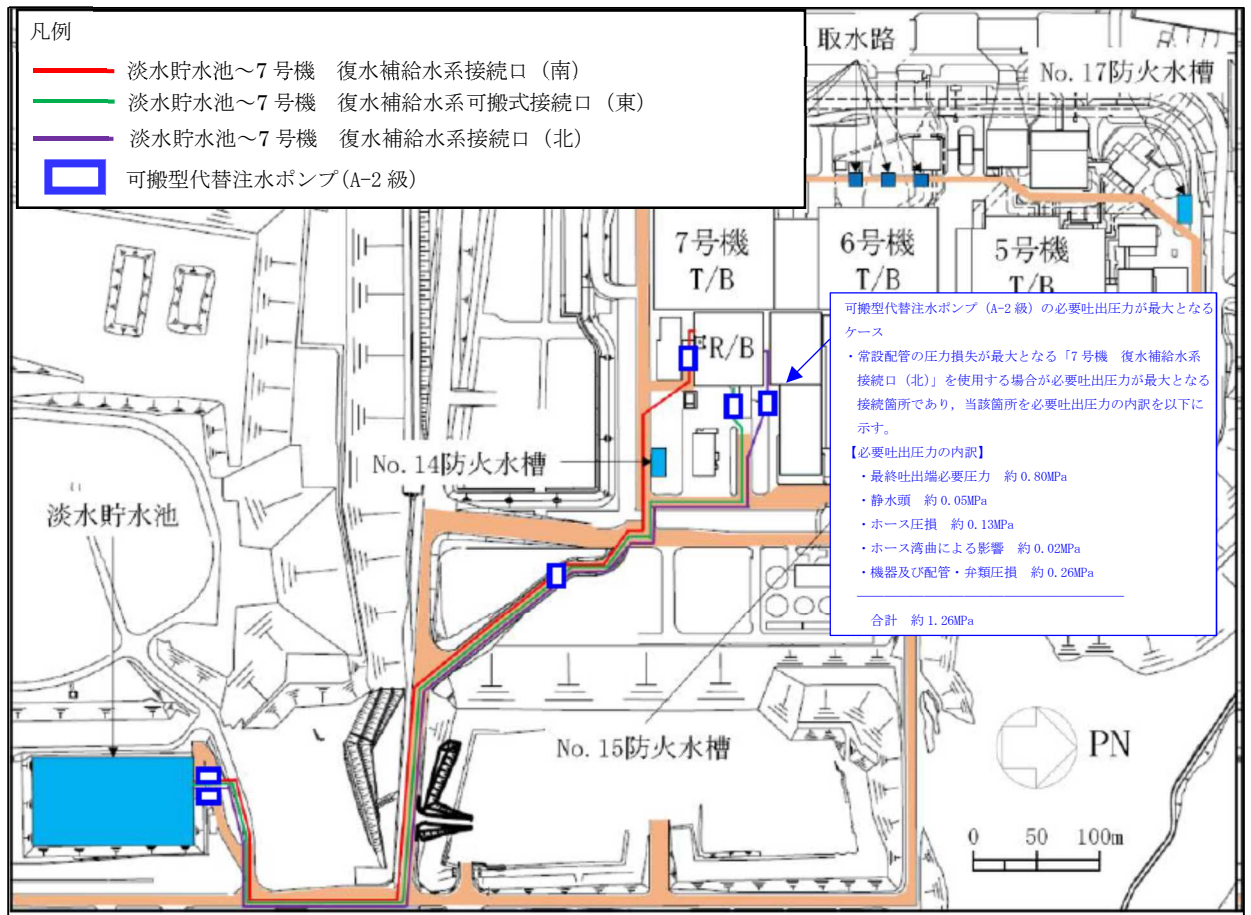 凡例
淡水貯水池～7 号機　復水補給水系接続口（南）
淡水貯水池～7 号機　復水補給水系可搬式接続口（東）
淡水貯水池～7 号機　復水補給水系接続口（北）
可搬型代替注水ポンプ(A-2 級)
取水路
No.17防火水槽
7号機
T/B
6号機
T/B
5号機
T/B
R/B
可搬型代替注水ポンプ（A-2 級）の必要吐出圧力が最大となる
ケース
・常設配管の圧力損失が最大となる「7 号機　復水補給水系
接続口（北）」を使用する場合が必要吐出圧力が最大となる
接続箇所であり，当該箇所を必要吐出圧力の内訳を以下に
示す。
【必要吐出圧力の内訳】
・最終吐出端必要圧力　約 0.80MPa
・静水頭　約 0.05MPa
・ホース圧損　約 0.13MPa
・ホース湾曲による影響　約 0.02MPa
・機器及び配管・弁類圧損　約 0.26MPa
合計　約 1.26MPa
No.14防火水槽
淡水貯水池
No.15防火水槽
PN
0　50　100m